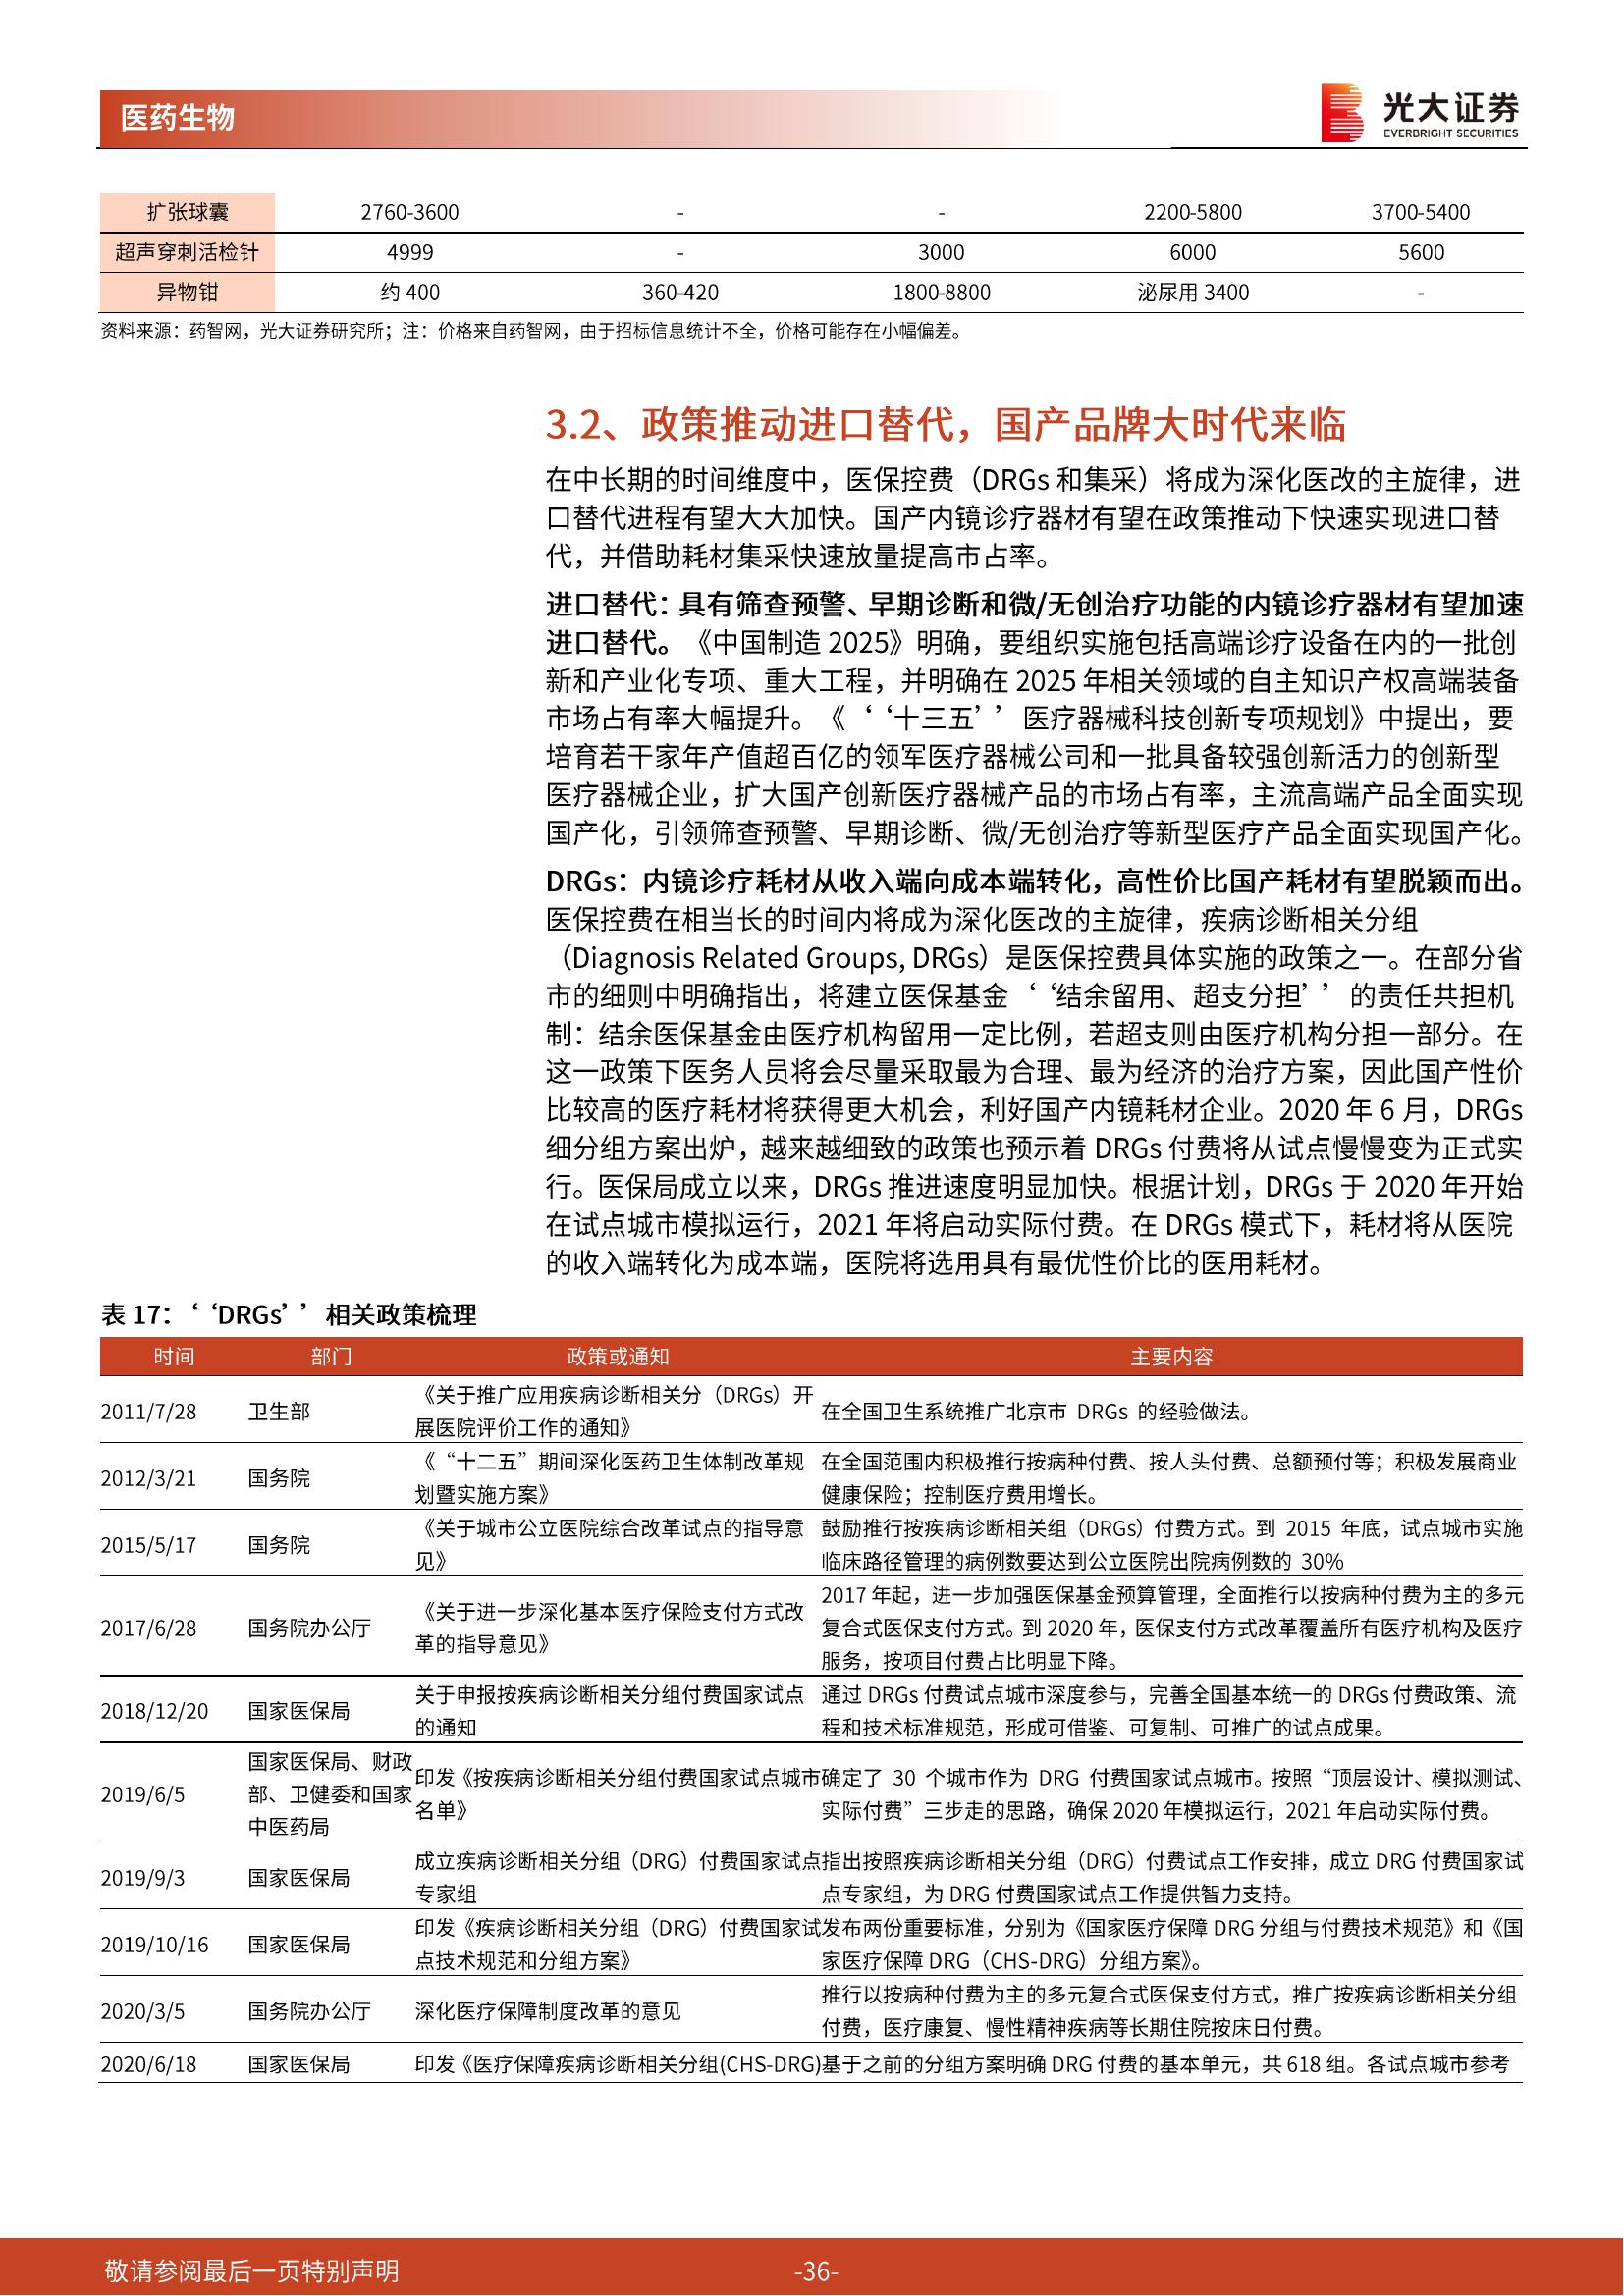 医药生物
光大证券
EVERBRIGHT SECURITIES
扩张球囊 2760-3600 - - 2200-5800 3700-5400
超声穿刺活检针 4999 - 3000 6000 5600
异物钳 约 400 360-420 1800-8800 泌尿用 3400 -
资料来源：药智网，光大证券研究所；注：价格来自药智网，由于招标信息统计不全，价格可能存在小幅偏差。
3.2、政策推动进口替代，国产品牌大时代来临
在中长期的时间维度中，医保控费（DRGs 和集采）将成为深化医改的主旋律，进
口替代进程有望大大加快。国产内镜诊疗器材有望在政策推动下快速实现进口替
代，并借助耗材集采快速放量提高市占率。
进口替代：具有筛查预警、早期诊断和微/无创治疗功能的内镜诊疗器材有望加速
进口替代。《中国制造 2025》明确，要组织实施包括高端诊疗设备在内的一批创
新和产业化专项、重大工程，并明确在 2025 年相关领域的自主知识产权高端装备
市场占有率大幅提升。《‘‘十三五’’医疗器械科技创新专项规划》中提出，要
培育若干家年产值超百亿的领军医疗器械公司和一批具备较强创新活力的创新型
医疗器械企业，扩大国产创新医疗器械产品的市场占有率，主流高端产品全面实现
国产化，引领筛查预警、早期诊断、微/无创治疗等新型医疗产品全面实现国产化。
DRGs：内镜诊疗耗材从收入端向成本端转化，高性价比国产耗材有望脱颖而出。
医保控费在相当长的时间内将成为深化医改的主旋律，疾病诊断相关分组
（Diagnosis Related Groups, DRGs）是医保控费具体实施的政策之一。在部分省
市的细则中明确指出，将建立医保基金‘‘结余留用、超支分担’’的责任共担机
制：结余医保基金由医疗机构留用一定比例，若超支则由医疗机构分担一部分。在
这一政策下医务人员将会尽量采取最为合理、最为经济的治疗方案，因此国产性价
比较高的医疗耗材将获得更大机会，利好国产内镜耗材企业。2020 年 6 月，DRGs
细分组方案出炉，越来越细致的政策也预示着 DRGs 付费将从试点慢慢变为正式实
行。医保局成立以来，DRGs 推进速度明显加快。根据计划，DRGs 于 2020 年开始
在试点城市模拟运行，2021 年将启动实际付费。在 DRGs 模式下，耗材将从医院
的收入端转化为成本端，医院将选用具有最优性价比的医用耗材。
表 17：‘‘DRGs’’相关政策梳理
时间 部门 政策或通知 主要内容
2011/7/28 卫生部 《关于推广应用疾病诊断相关分（DRGs）开
展医院评价工作的通知》 在全国卫生系统推广北京市 DRGs 的经验做法。
2012/3/21 国务院 《“十二五”期间深化医药卫生体制改革规
划暨实施方案》 在全国范围内积极推行按病种付费、按人头付费、总额预付等；积极发展商业
健康保险；控制医疗费用增长。
2015/5/17 国务院 《关于城市公立医院综合改革试点的指导意
见》 鼓励推行按疾病诊断相关组（DRGs）付费方式。到 2015 年底，试点城市实施
临床路径管理的病例数要达到公立医院出院病例数的 30%
2017/6/28 国务院办公厅 《关于进一步深化基本医疗保险支付方式改
革的指导意见》 2017 年起，进一步加强医保基金预算管理，全面推行以按病种付费为主的多元
复合式医保支付方式。到 2020 年，医保支付方式改革覆盖所有医疗机构及医疗
服务，按项目付费占比明显下降。
2018/12/20 国家医保局 关于申报按疾病诊断相关分组付费国家试点
的通知 通过 DRGs 付费试点城市深度参与，完善全国基本统一的 DRGs 付费政策、流
程和技术标准规范，形成可借鉴、可复制、可推广的试点成果。
2019/6/5 国家医保局、财政
部、卫健委和国家
中医药局 印发《按疾病诊断相关分组付费国家试点城市
名单》 确定了 30 个城市作为 DRG 付费国家试点城市。按照“顶层设计、模拟测试、
实际付费”三步走的思路，确保 2020 年模拟运行，2021 年启动实际付费。
2019/9/3 国家医保局 成立疾病诊断相关分组（DRG）付费国家试点
专家组 指出按照疾病诊断相关分组（DRG）付费试点工作安排，成立 DRG 付费国家试
点专家组，为 DRG 付费国家试点工作提供智力支持。
2019/10/16 国家医保局 印发《疾病诊断相关分组（DRG）付费国家试
点技术规范和分组方案》 发布两份重要标准，分别为《国家医疗保障 DRG 分组与付费技术规范》和《国
家医疗保障 DRG（CHS-DRG）分组方案》。
2020/3/5 国务院办公厅 深化医疗保障制度改革的意见 推行以按病种付费为主的多元复合式医保支付方式，推广按疾病诊断相关分组
付费，医疗康复、慢性精神疾病等长期住院按床日付费。
2020/6/18 国家医保局 印发《医疗保障疾病诊断相关分组(CHS-DRG) 基于之前的分组方案明确 DRG 付费的基本单元，共 618 组。各试点城市参考
敬请参阅最后一页特别声明 -36-